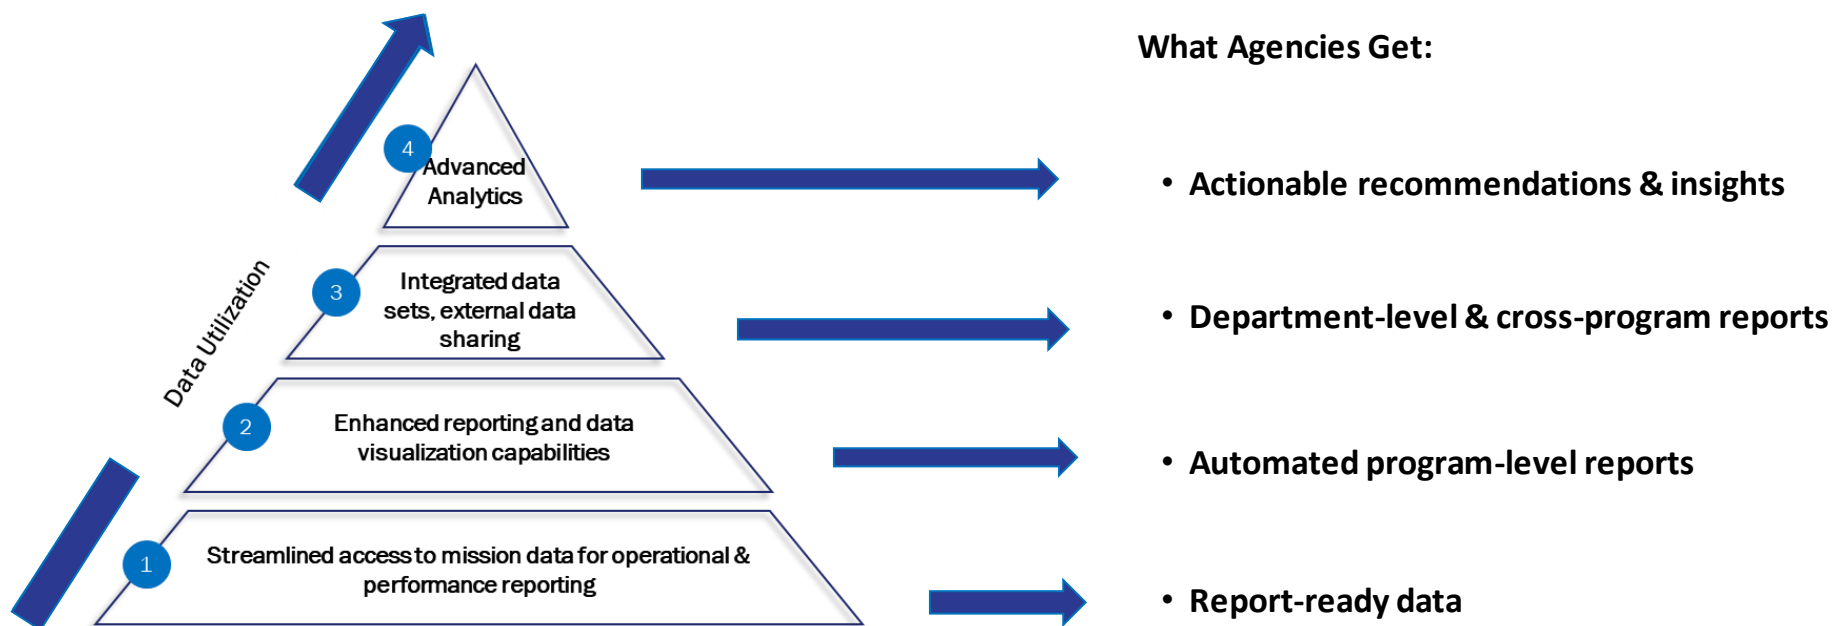 What Agencies Get:
4
Advanced
Analytics
• Actionable recommendations & insights
Data Utilization
3
Integrated data
sets, external data
sharing
• Department-level & cross-program reports
2
Enhanced reporting and data
visualization capabilities
• Automated program-level reports
1
Streamlined access to mission data for operational &
performance reporting
• Report-ready data